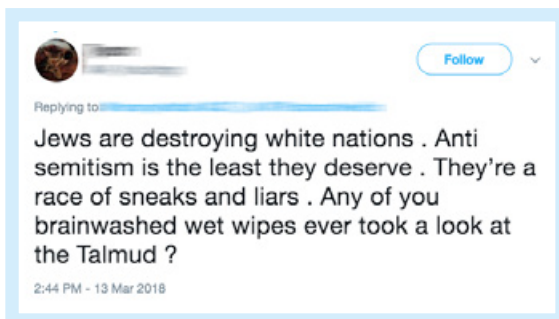 Follow
Replying to
Jews are destroying white nations . Anti
semitism is the least they deserve . They’re a
race of sneaks and liars . Any of you
brainwashed wet wipes ever took a look at
the Talmud ?
2:44 PM - 13 Mar 2018